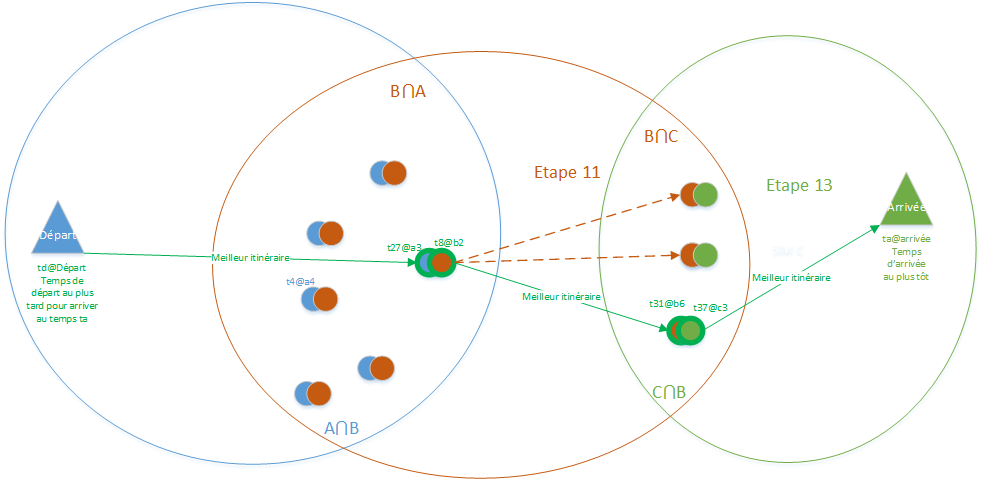 B⋂A
B⋂C
Etape 11
Etape 13
Départ
Arrivée
td@Départ
Temps de
départ au plus
tard pour arriver
au temps ta
Meilleur itinéraire
t27@a3
t8@b2
t4@a4
Meilleur itinéraire
t31@b6
t37@c3
Meilleur itinéraire
ta@arrivée
Temps
d'arrivée
au plus tôt
C⋂B
A⋂B